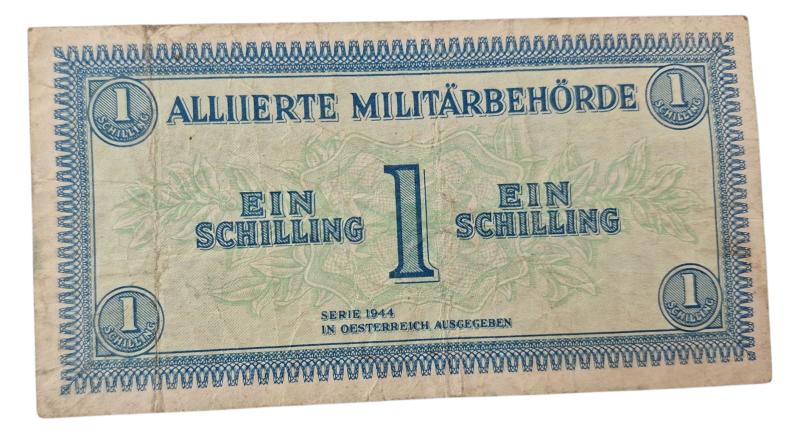 1
SCHILLING
1
SCHILLING
ALLIIERTE MILITÄRBEHÖRDE
EIN
SCHILLING
1
EIN
SCHILLING
SERIE 1944
IN OESTERREICH AUSGEGEBEN
1
SCHILLING
1
SCHILLING